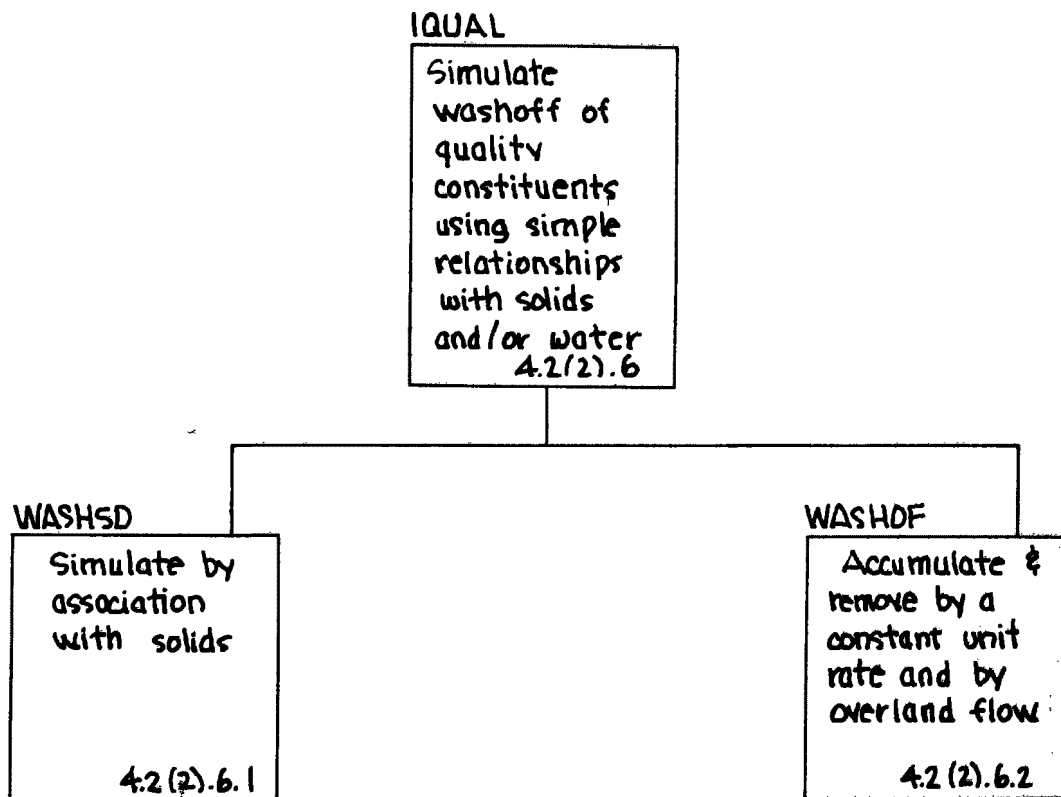 IQUAL
Simulate
washoff of
quality
constituents
using simple
relationships
with solids
and/or water
4.2(2).6
WASHSD
Simulate by
association
with solids
4.2(2).6.1
WASHOF
Accumulate &
remove by a
constant unit
rate and by
overland flow
4.2(2).6.2